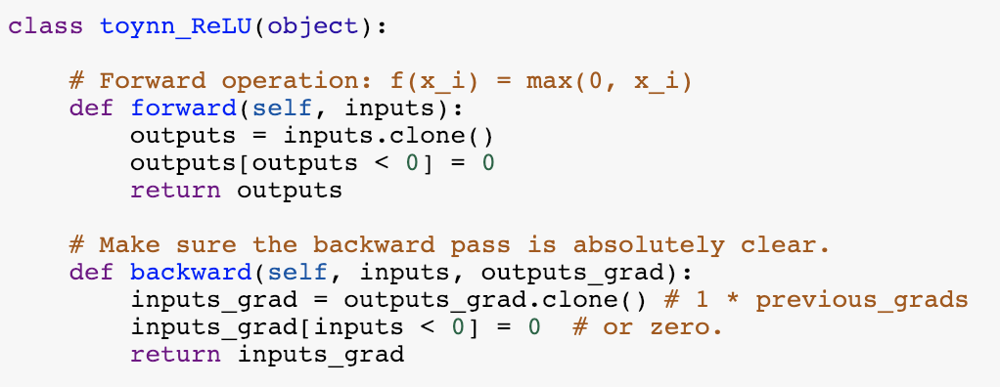 class toynn_ReLU(object):
# Forward operation: f(x_i) = max(0, x_i)
def forward(self, inputs):
outputs = inputs.clone()
outputs[outputs < 0] = 0
return outputs
# Make sure the backward pass is absolutely clear.
def backward(self, inputs, outputs_grad):
inputs_grad = outputs_grad.clone() # 1 * previous_grads
inputs_grad[inputs < 0] = 0  # or zero.
return inputs_grad